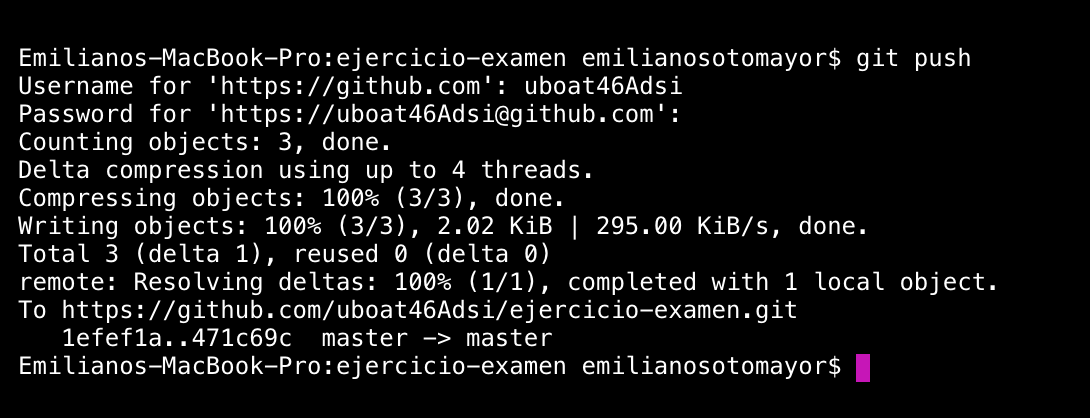 Emilianos-MacBook-Pro:ejercicio-examen emilianosotomayor$ git push
Username for 'https://github.com': uboat46Adsi
Password for 'https://uboat46Adsi@github.com':
Counting objects: 3, done.
Delta compression using up to 4 threads.
Compressing objects: 100% (3/3), done.
Writing objects: 100% (3/3), 2.02 KiB | 295.00 KiB/s, done.
Total 3 (delta 1), reused 0 (delta 0)
remote: Resolving deltas: 100% (1/1), completed with 1 local object.
To https://github.com/uboat46Adsi/ejercicio-examen.git
   1efef1a..471c69c  master -> master
Emilianos-MacBook-Pro:ejercicio-examen emilianosotomayor$